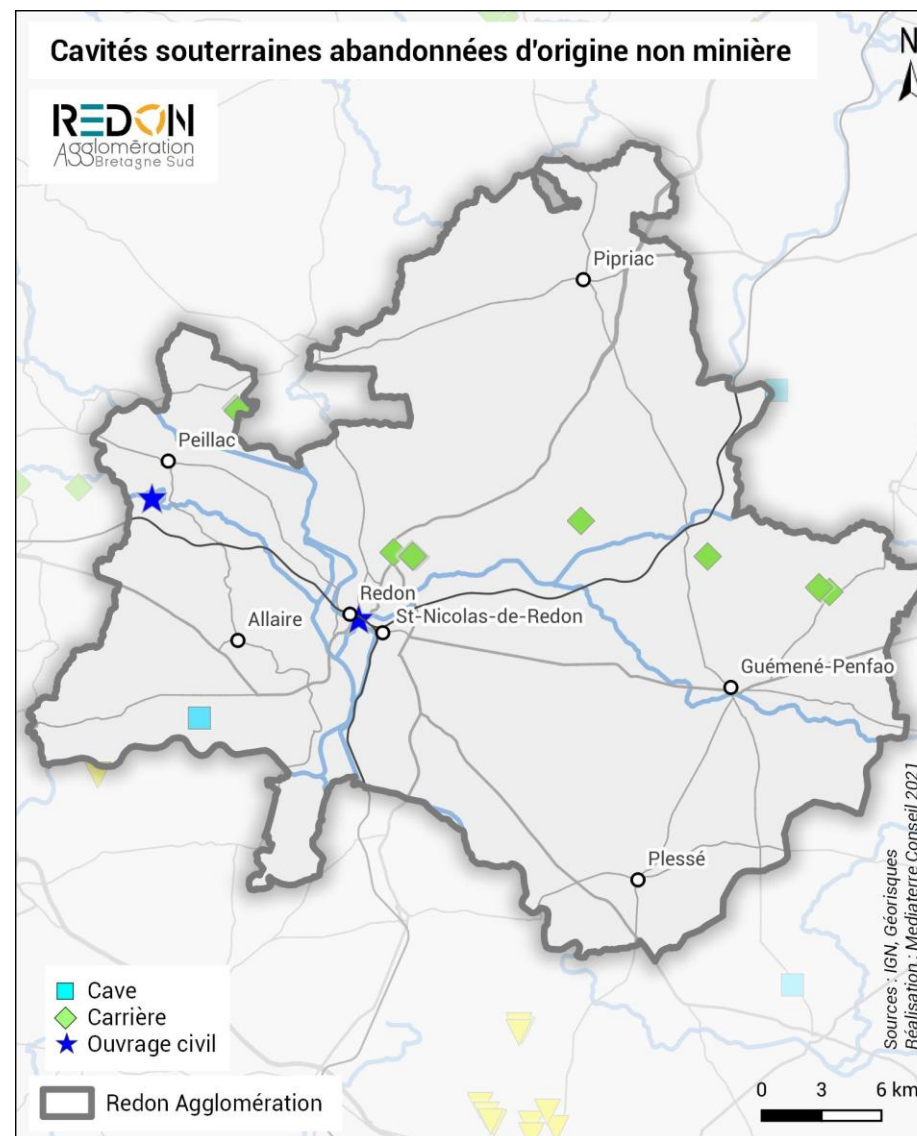 Cavités souterraines abandonnées d'origine non minière
N
REDON
Agglomération
Bretagne Sud
Pipriac
Peillac
Redon
St-Nicolas-de-Redon
Allaire
Guémené-Penfao
Plessé
Cave
Carrière
Ouvrage civil
Redon Agglomération
0 3 6 km
Sources : IGN, Géorisques
Réalisation : Mediaterre Conseil 2021